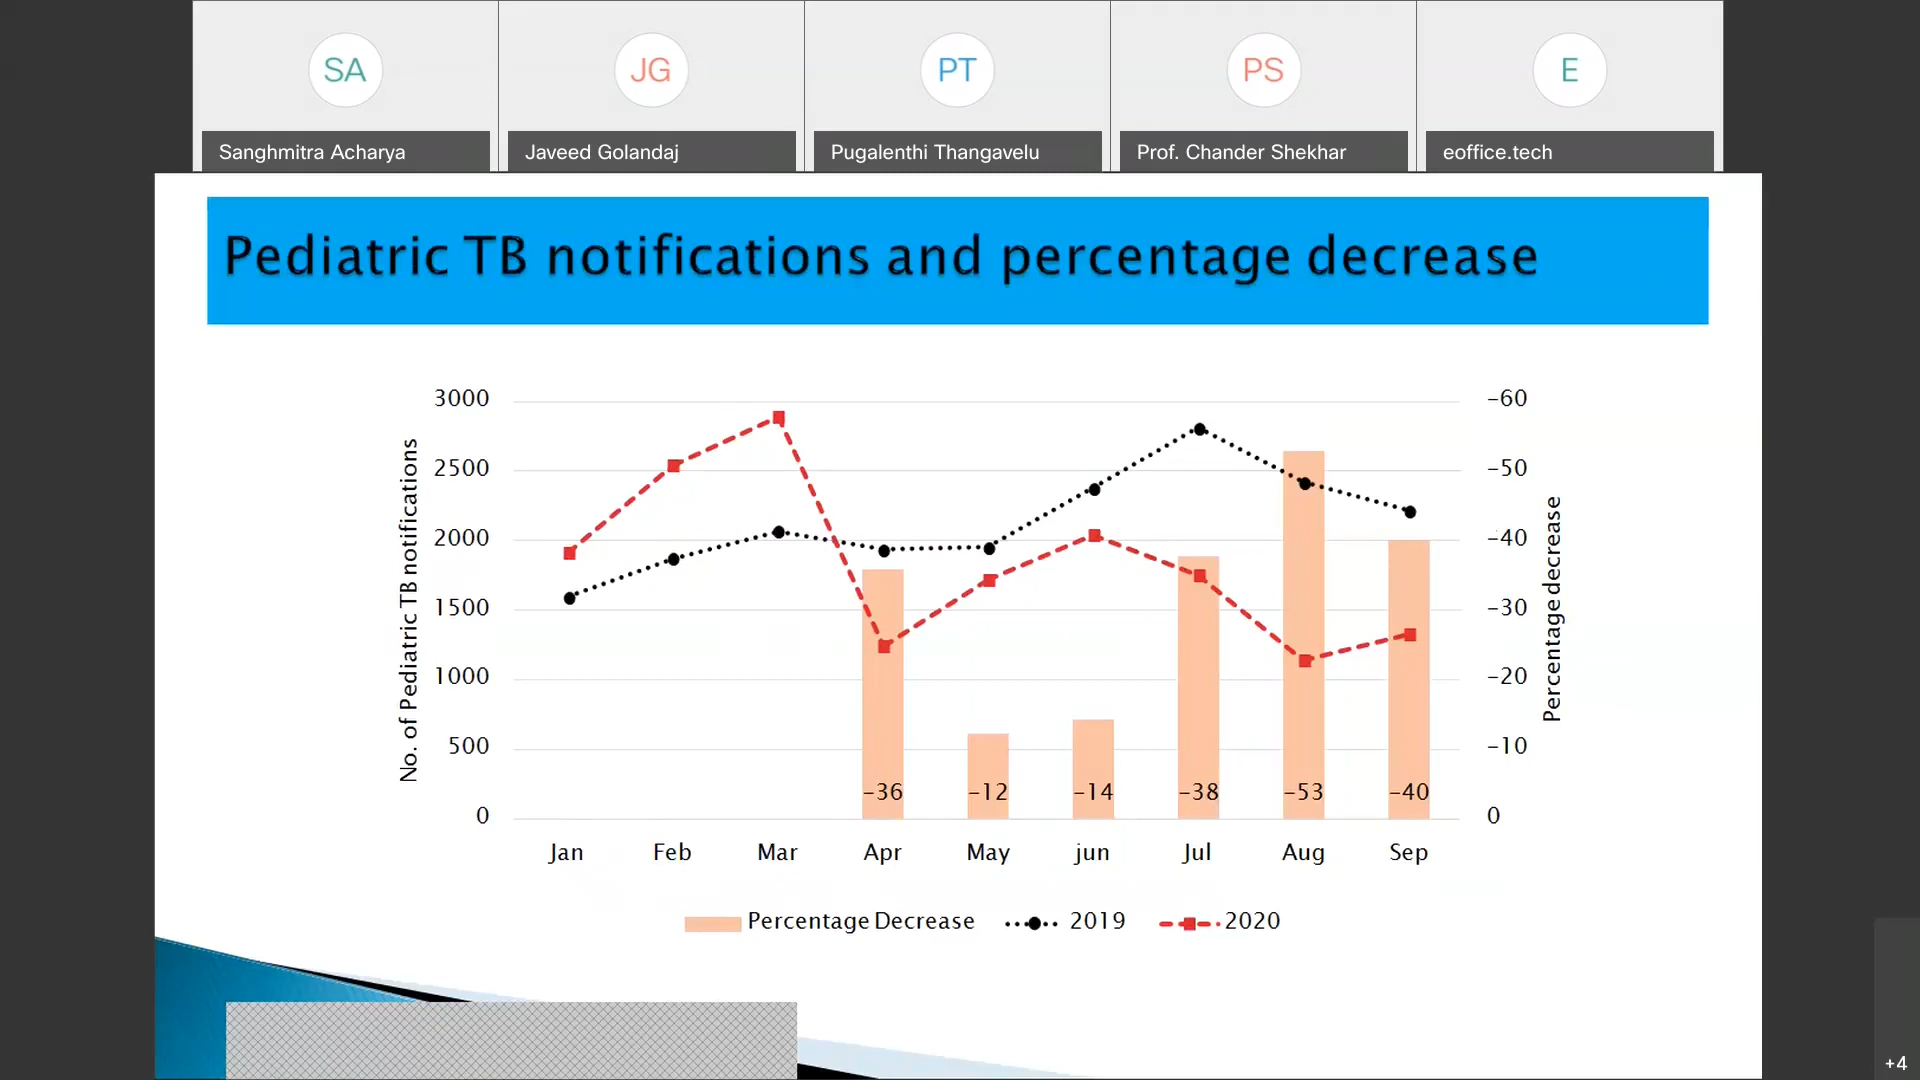 SA
JG
PT
PS
E
Sanghmitra Acharya
Javeed Golandaj
Pugalenthi Thangavelu
Prof. Chander Shekhar
eoffice.tech
Pediatric TB notifications and percentage decrease
No. of Pediatric TB notifications
3000
2500
2000
1500
1000
500
0
-60
-50
-40
-30
-20
-10
0
Percentage decrease
-36
-12
-14
-38
-53
-40
Jan
Feb
Mar
Apr
May
jun
Jul
Aug
Sep
Percentage Decrease
2019
2020
+4